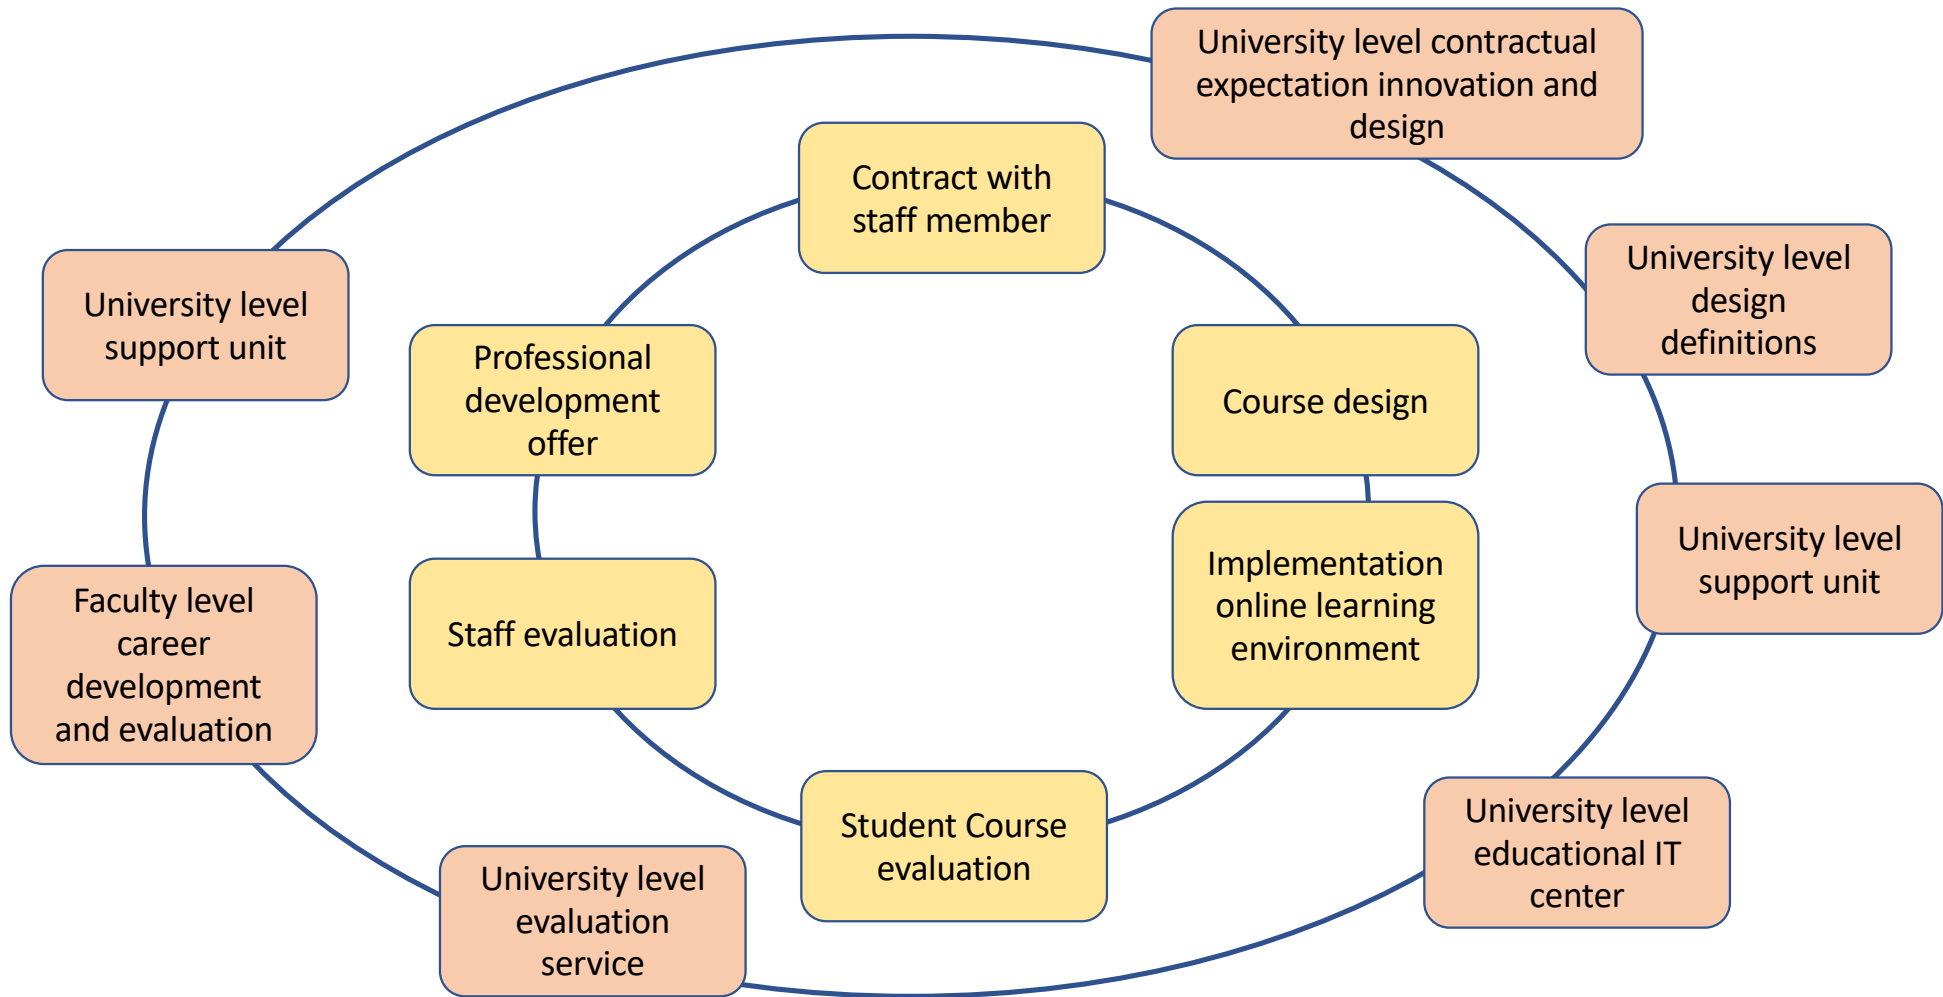 University level contractual
expectation innovation and
design
Contract with
staff member
University level
design
definitions
University level
support unit
Professional
development
offer
Course design
University level
support unit
Implementation
online learning
environment
Faculty level
career
development
and evaluation
Staff evaluation
University level
educational IT
center
Student Course
evaluation
University level
evaluation
service